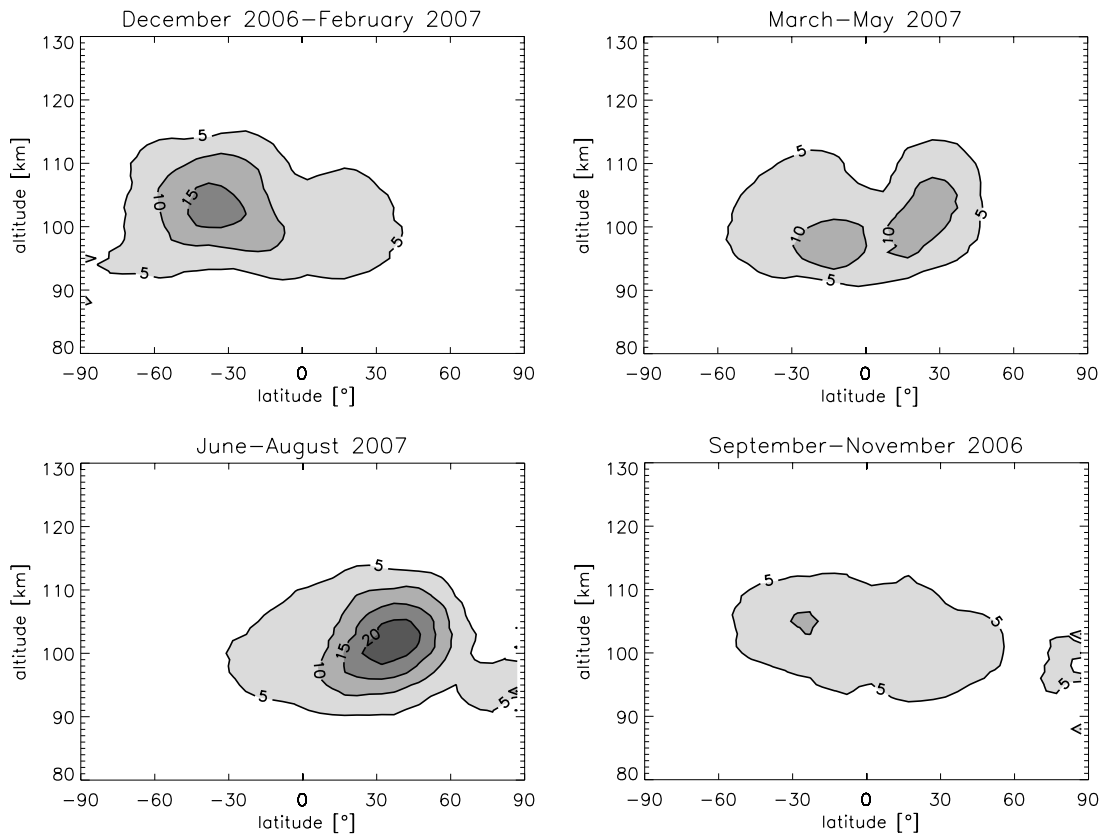 December 2006−February 2007
130
120
110
100
90
80
altitude [km]
−90 −60 −30 0 30 60 90
latitude [°]
5
10
15
5
5
March−May 2007
130
120
110
100
90
80
altitude [km]
−90 −60 −30 0 30 60 90
latitude [°]
5
10
10
5
5
June−August 2007
130
120
110
100
90
80
altitude [km]
−90 −60 −30 0 30 60 90
latitude [°]
5
20
15
10
5
5
September−November 2006
130
120
110
100
90
80
altitude [km]
−90 −60 −30 0 30 60 90
latitude [°]
5
5
5
5